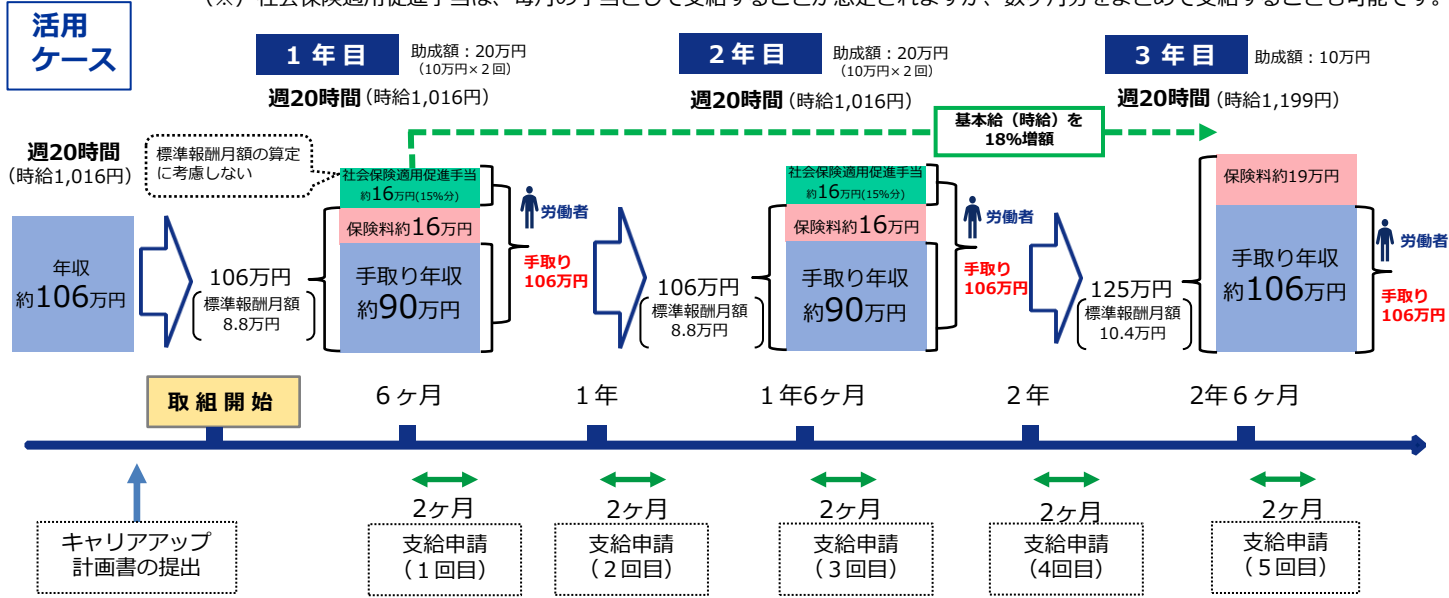 （※）社会保険適用促進手当は、毎月の手当として支給することが想定されますが、数ヶ月分をまとめて支給することも可能です。
活用
ケース
１年目
助成額：20万円
（10万円×２回）
週20時間（時給1,016円）
２年目
助成額：20万円
（10万円×２回）
週20時間（時給1,016円）
３年目
助成額：10万円
週20時間（時給1,199円）
基本給（時給）を
18%増額
週20時間
（時給1,016円）
標準報酬月額の算定
に考慮しない
年収
約106万円
106万円
標準報酬月額
8.8万円
社会保険適用促進手当
約16万円(15%分)
保険料約16万円
手取り年収
約90万円
労働者
手取り
106万円
106万円
標準報酬月額
8.8万円
社会保険適用促進手当
約16万円(15%分)
保険料約16万円
手取り年収
約90万円
労働者
手取り
106万円
125万円
標準報酬月額
10.4万円
保険料約19万円
手取り年収
約106万円
労働者
手取り
106万円
取組開始
６ヶ月
１年
１年6ヶ月
２年
2年６ヶ月
キャリアアップ
計画書の提出
2ヶ月
支給申請
（１回目）
2ヶ月
支給申請
（２回目）
2ヶ月
支給申請
（３回目）
2ヶ月
支給申請
（4回目）
2ヶ月
支給申請
（５回目）